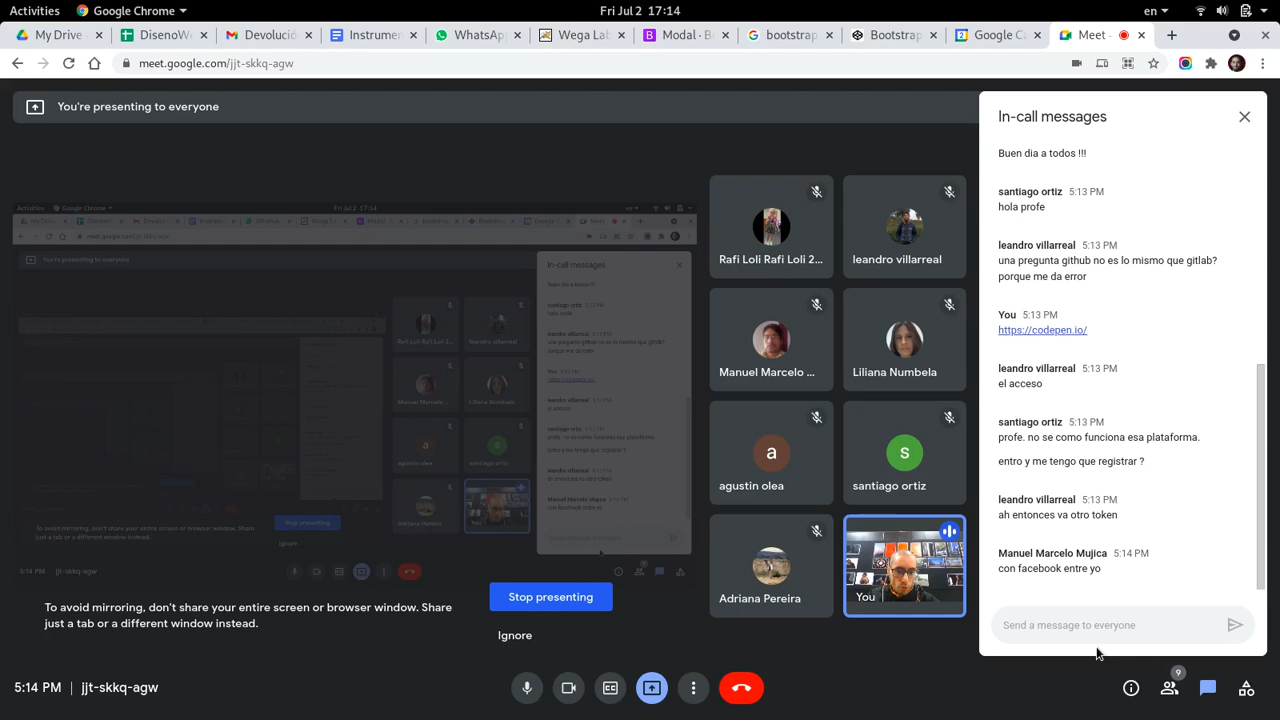 Activities
Google Chrome
Fri Jul 2 17:14
en
My Drive -
DisenoWe
Devolució
Instrumen
WhatsApp
Wega Lab
Modal · Bo
bootstrap
Bootstrap
Google Ca
Meet -
meet.google.com/jjt-skkq-agw
You're presenting to everyone
Rafi Loli Rafi Loli 2...
leandro villarreal
Manuel Marcelo ...
Liliana Numbela
a
agustin olea
s
santiago ortiz
Adriana Pereira
You
To avoid mirroring, don't share your entire screen or browser window. Share
just a tab or a different window instead.
Stop presenting
Ignore
In-call messages
Buen dia a todos !!!
santiago ortiz 5:13 PM
hola profe
leandro villarreal 5:13 PM
una pregunta github no es lo mismo que gitlab?
porque me da error
You 5:13 PM
https://codepen.io/
leandro villarreal 5:13 PM
el acceso
santiago ortiz 5:13 PM
profe. no se como funciona esa plataforma.
entro y me tengo que registrar ?
leandro villarreal 5:13 PM
ah entonces va otro token
Manuel Marcelo Mujica 5:14 PM
con facebook entre yo
Send a message to everyone
5:14 PM | jjt-skkq-agw
9